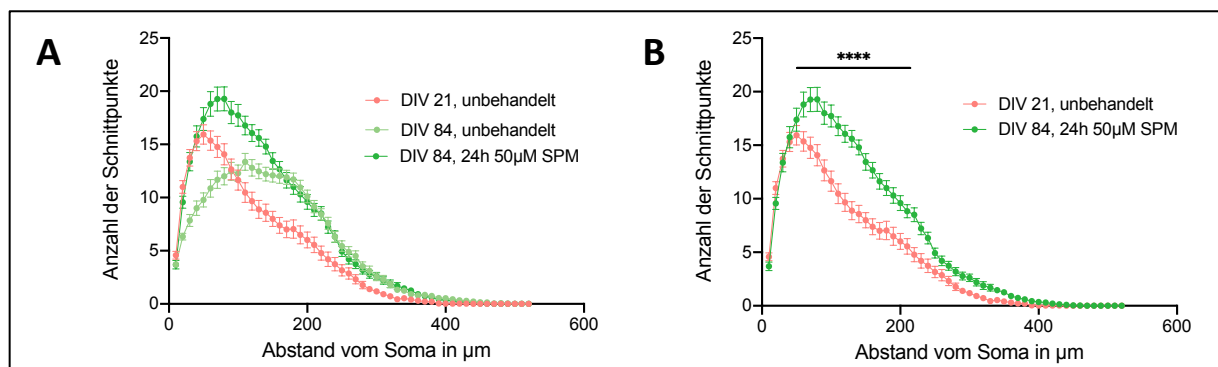 A
Anzahl der Schnittpunkte
25
20
15
10
5
0
DIV 21, unbehandelt
DIV 84, unbehandelt
DIV 84, 24h 50µM SPM
0
200
400
600
Abstand vom Soma in µm
B
Anzahl der Schnittpunkte
25
20
15
10
5
0
****
DIV 21, unbehandelt
DIV 84, 24h 50µM SPM
0
200
400
600
Abstand vom Soma in µm